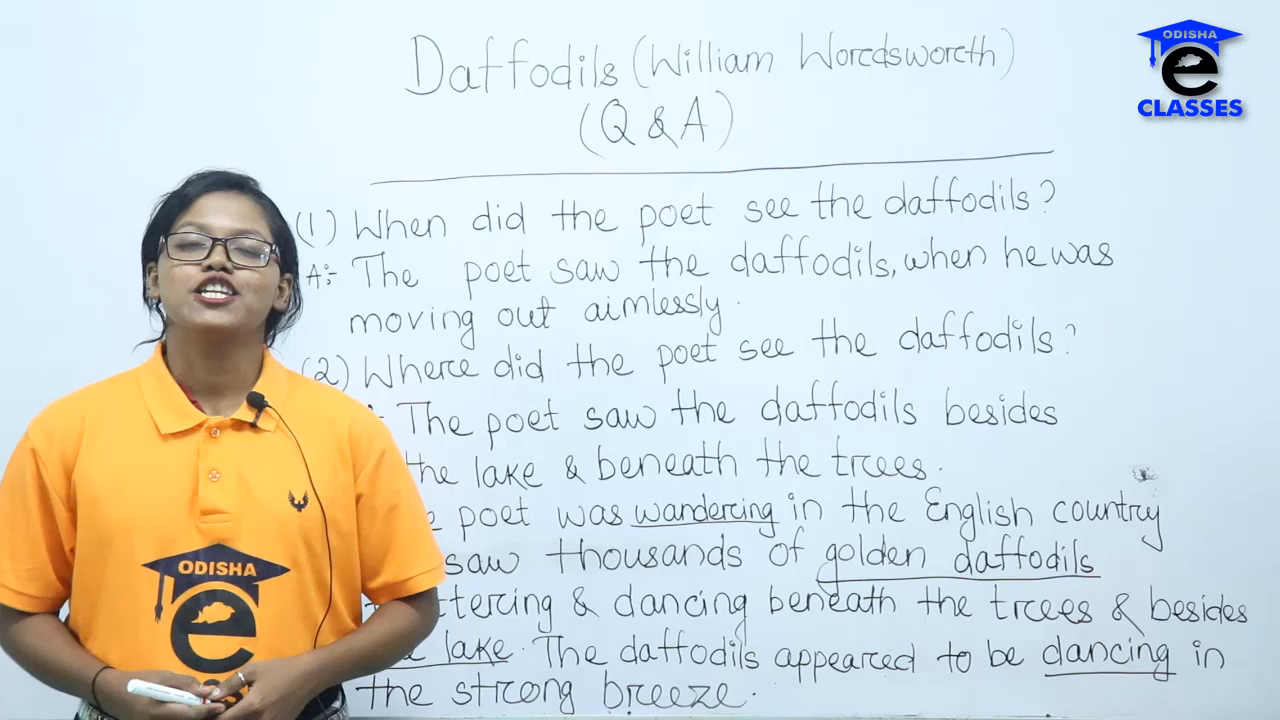 Daffodils (William Wordsworth)
(Q & A)
(1) When did the poet see the daffodils?
A:- The poet saw the daffodils, when he was
moving out aimlessly.
(2) Where did the poet see the daffodils?
The poet saw the daffodils besides
the lake & beneath the trees.
poet was wandering in the English country
saw thousands of golden daffodils
& dancing beneath the trees & besides
lake. The daffodils appeared to be dancing in
the strong breeze.
ODISHA
e
CLASSES
ODISHA
e